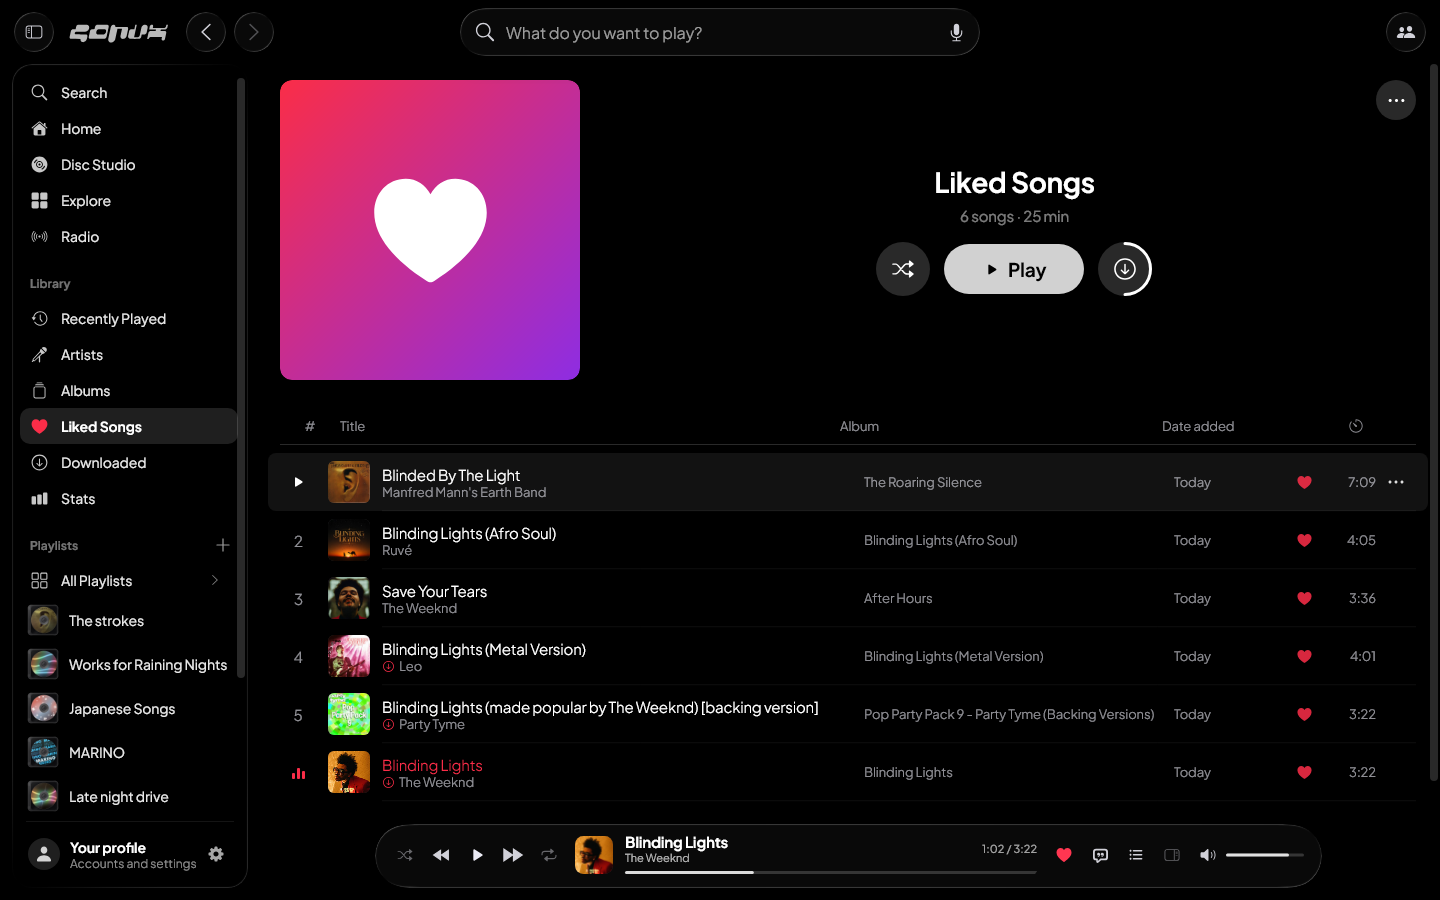 What do you want to play?
Search
Home
Disc Studio
Explore
Radio
Library
Recently Played
Artists
Albums
Liked Songs
Downloaded
Stats
Playlists
All Playlists
The strokes
Works for Raining Nights
Japanese Songs
MARINO
Late night drive
Your profile
Accounts and settings
Liked Songs
6 songs · 25 min
Play
# Title Album Date added
Blinded By The Light
Manfred Mann's Earth Band
The Roaring Silence Today 7:09
2 Blinding Lights (Afro Soul)
Ruvé
Blinding Lights (Afro Soul) Today 4:05
3 Save Your Tears
The Weeknd
After Hours Today 3:36
4 Blinding Lights (Metal Version)
Leo
Blinding Lights (Metal Version) Today 4:01
5 Blinding Lights (made popular by The Weeknd) [backing version]
Party Tyme
Pop Party Pack 9 - Party Tyme (Backing Versions) Today 3:22
Blinding Lights
The Weeknd
Blinding Lights Today 3:22
Blinding Lights
The Weeknd
1:02 / 3:22